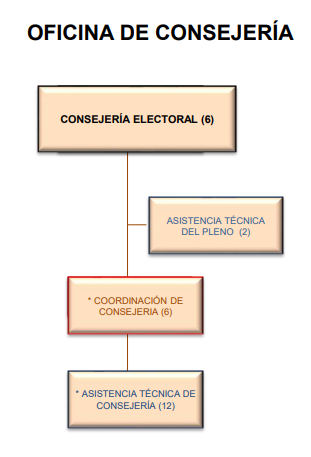 OFICINA DE CONSEJERÍA
CONSEJERÍA ELECTORAL (6)
ASISTENCIA TÉCNICA
DEL PLENO (2)
* COORDINACIÓN DE
CONSEJERIA (6)
* ASISTENCIA TÉCNICA DE
CONSEJERÍA (12)